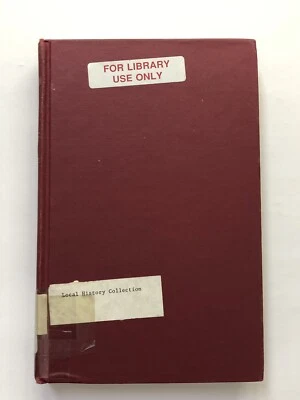 FOR LIBRARY
USE ONLY
Local History Collection